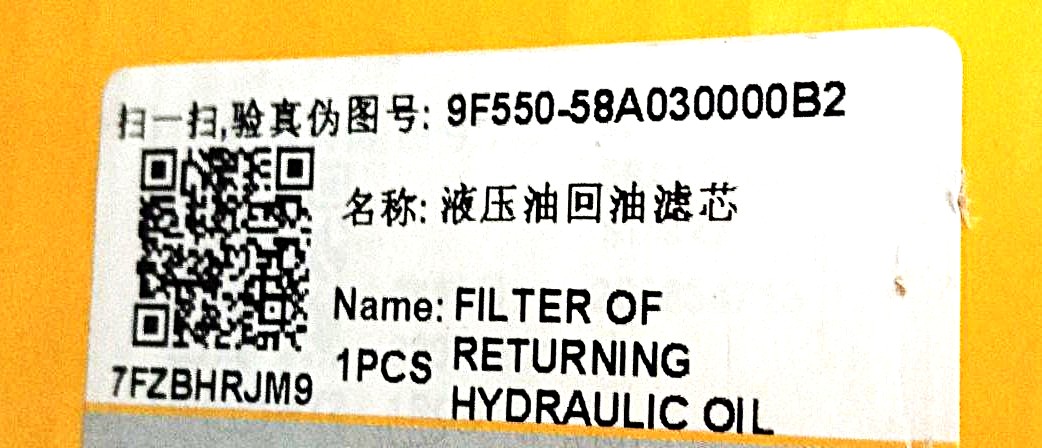 扫一扫,验真伪
图号: 9F550-58A030000B2
名称: 液压油回油滤芯
Name: FILTER OF
1PCS RETURNING
HYDRAULIC OIL
7FZBHRJM9